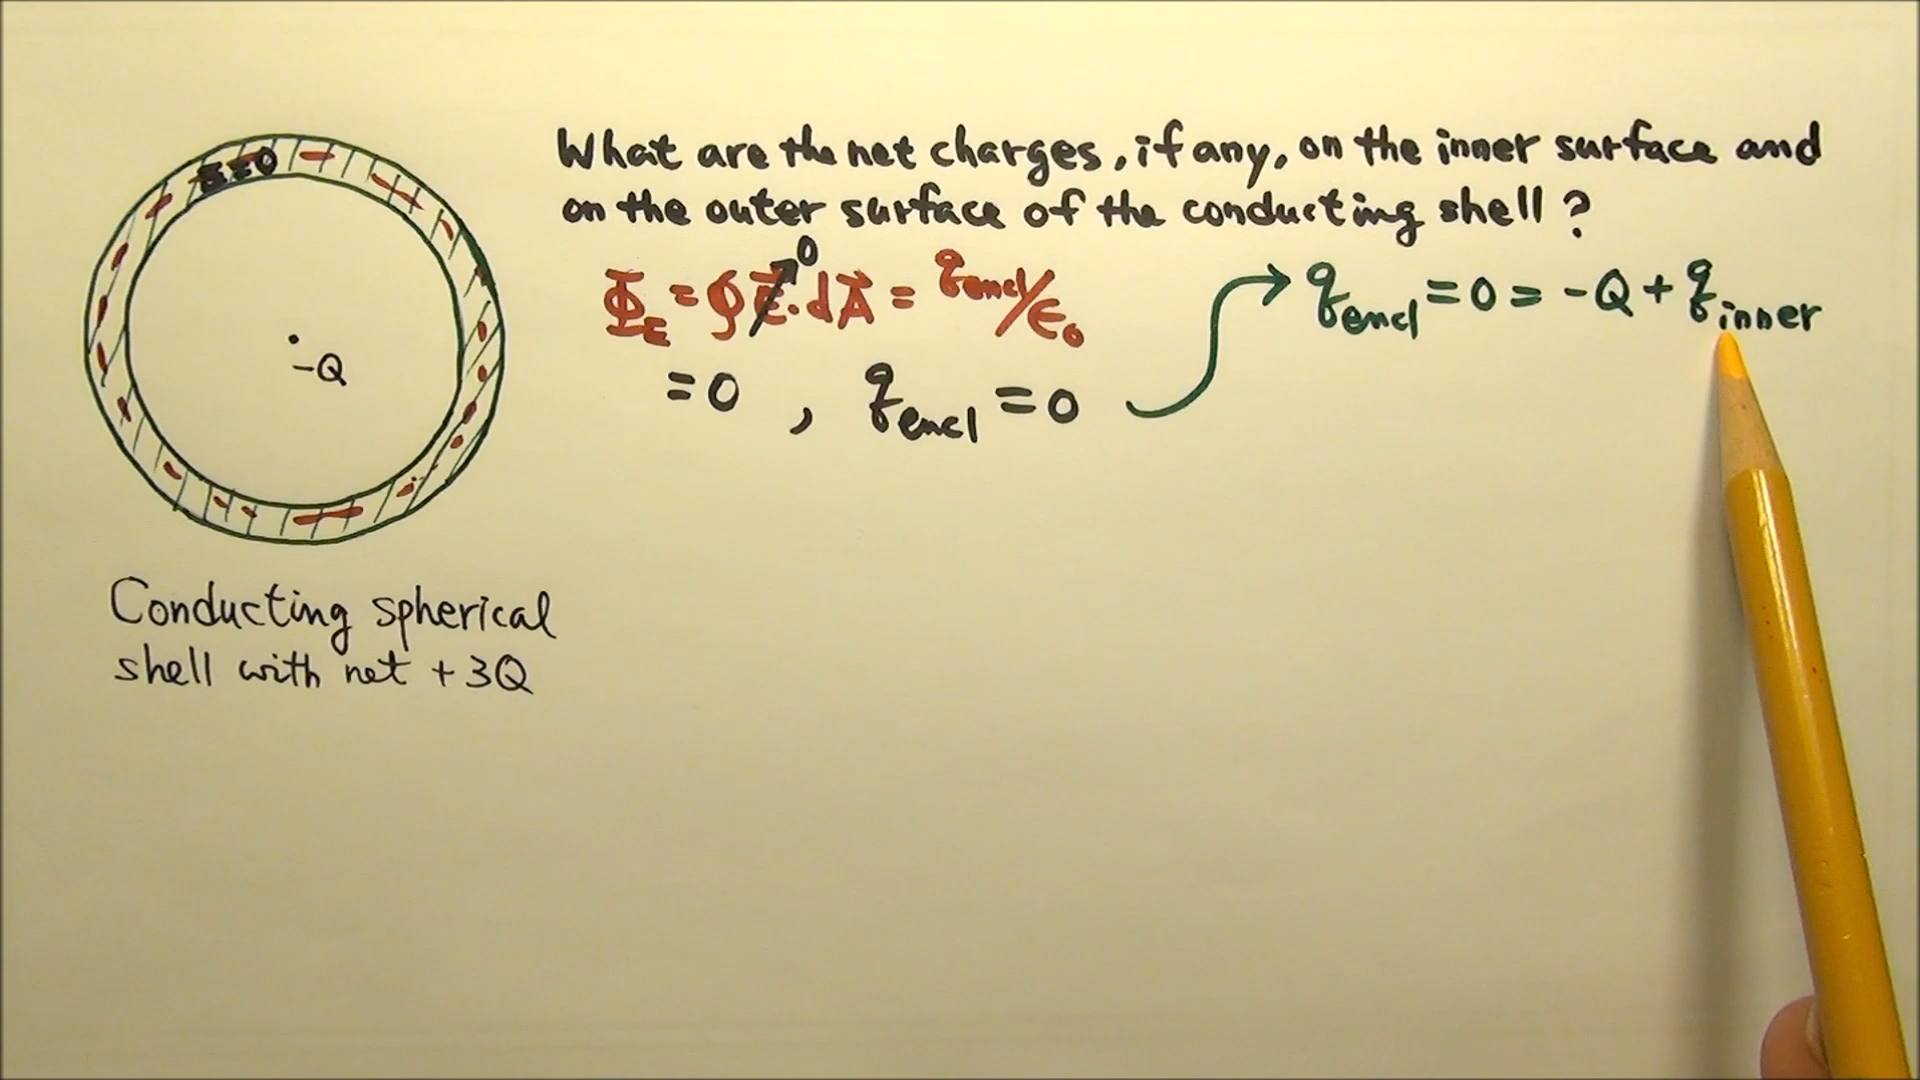 E=0
-Q
Conducting spherical
shell with net +3Q
What are the net charges, if any, on the inner surface and
on the outer surface of the conducting shell?
Φ_E = ∮E⃗·dA⃗ = q_encl/ε₀
0
=0, q_encl =0
q_encl =0= -Q + q_inner